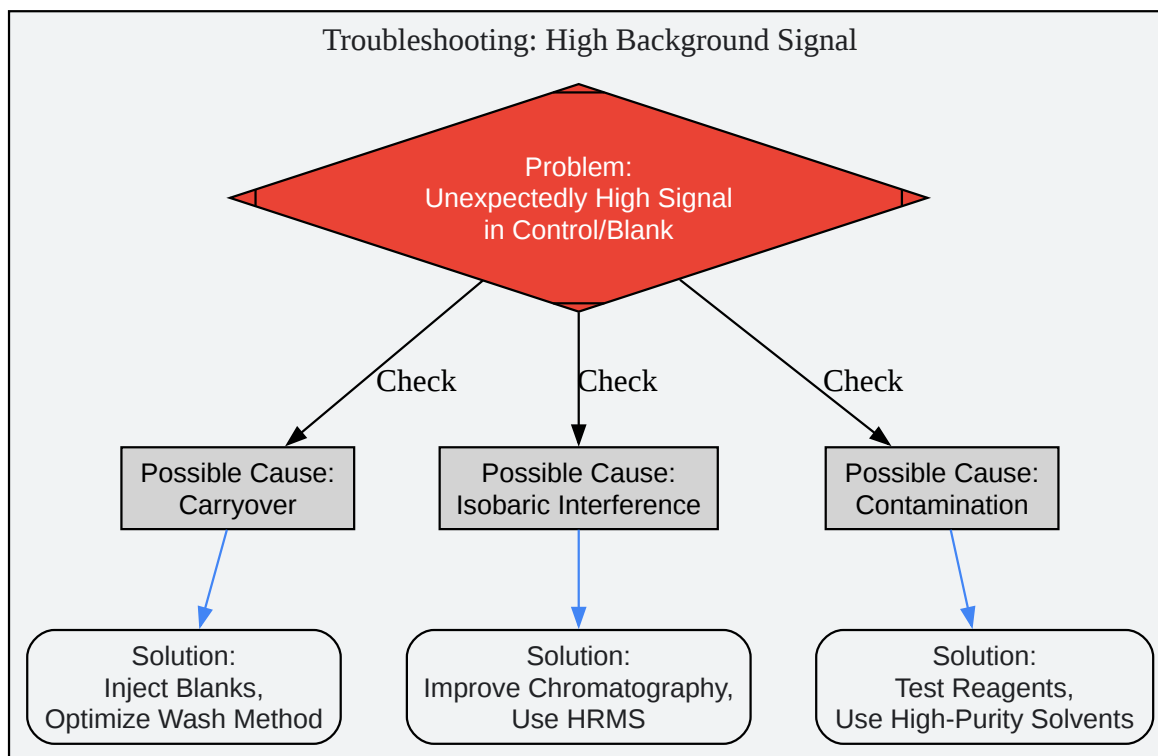 Troubleshooting: High Background Signal
Problem:
Unexpectedly High Signal
in Control/Blank
Check
Check
Check
Possible Cause:
Carryover
Possible Cause:
Isobaric Interference
Possible Cause:
Contamination
Solution:
Inject Blanks,
Optimize Wash Method
Solution:
Improve Chromatography,
Use HRMS
Solution:
Test Reagents,
Use High-Purity Solvents